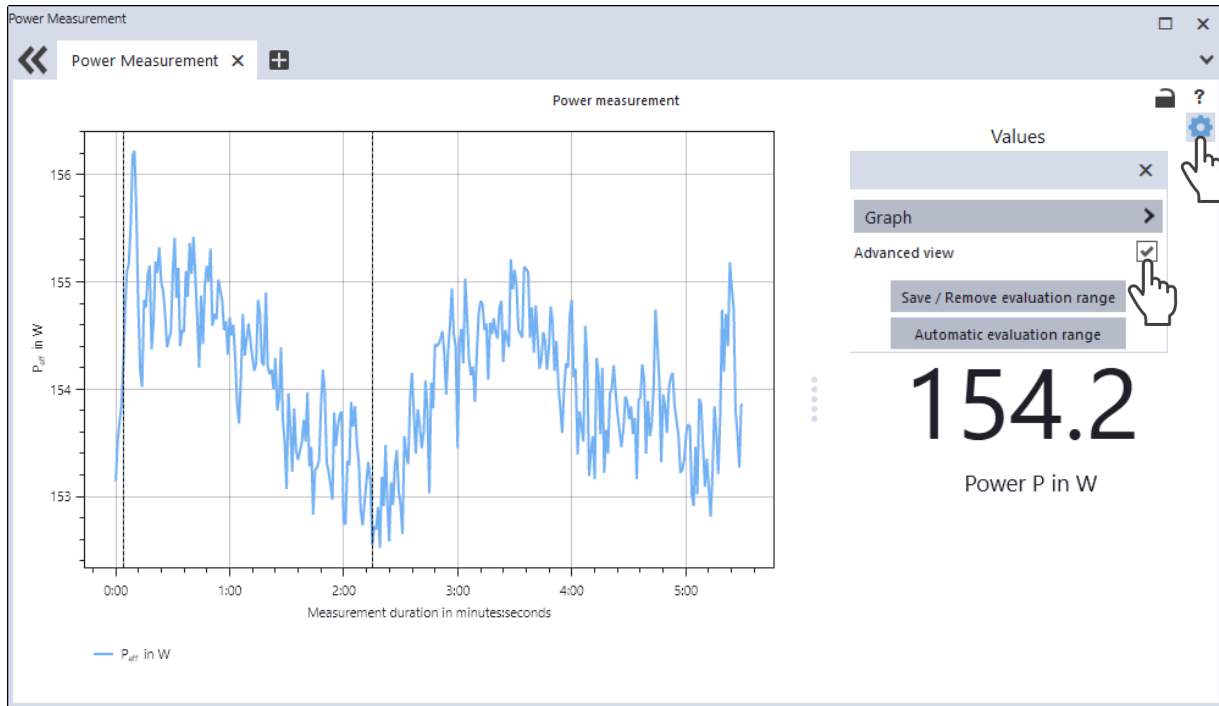 Power Measurement
Power Measurement
Power measurement
?
Values
Graph
Advanced view
Save / Remove evaluation range
Automatic evaluation range
154.2
Power P in W
156
155
154
153
Peff in W
0:00 1:00 2:00 3:00 4:00 5:00
Measurement duration in minutes:seconds
Peff in W